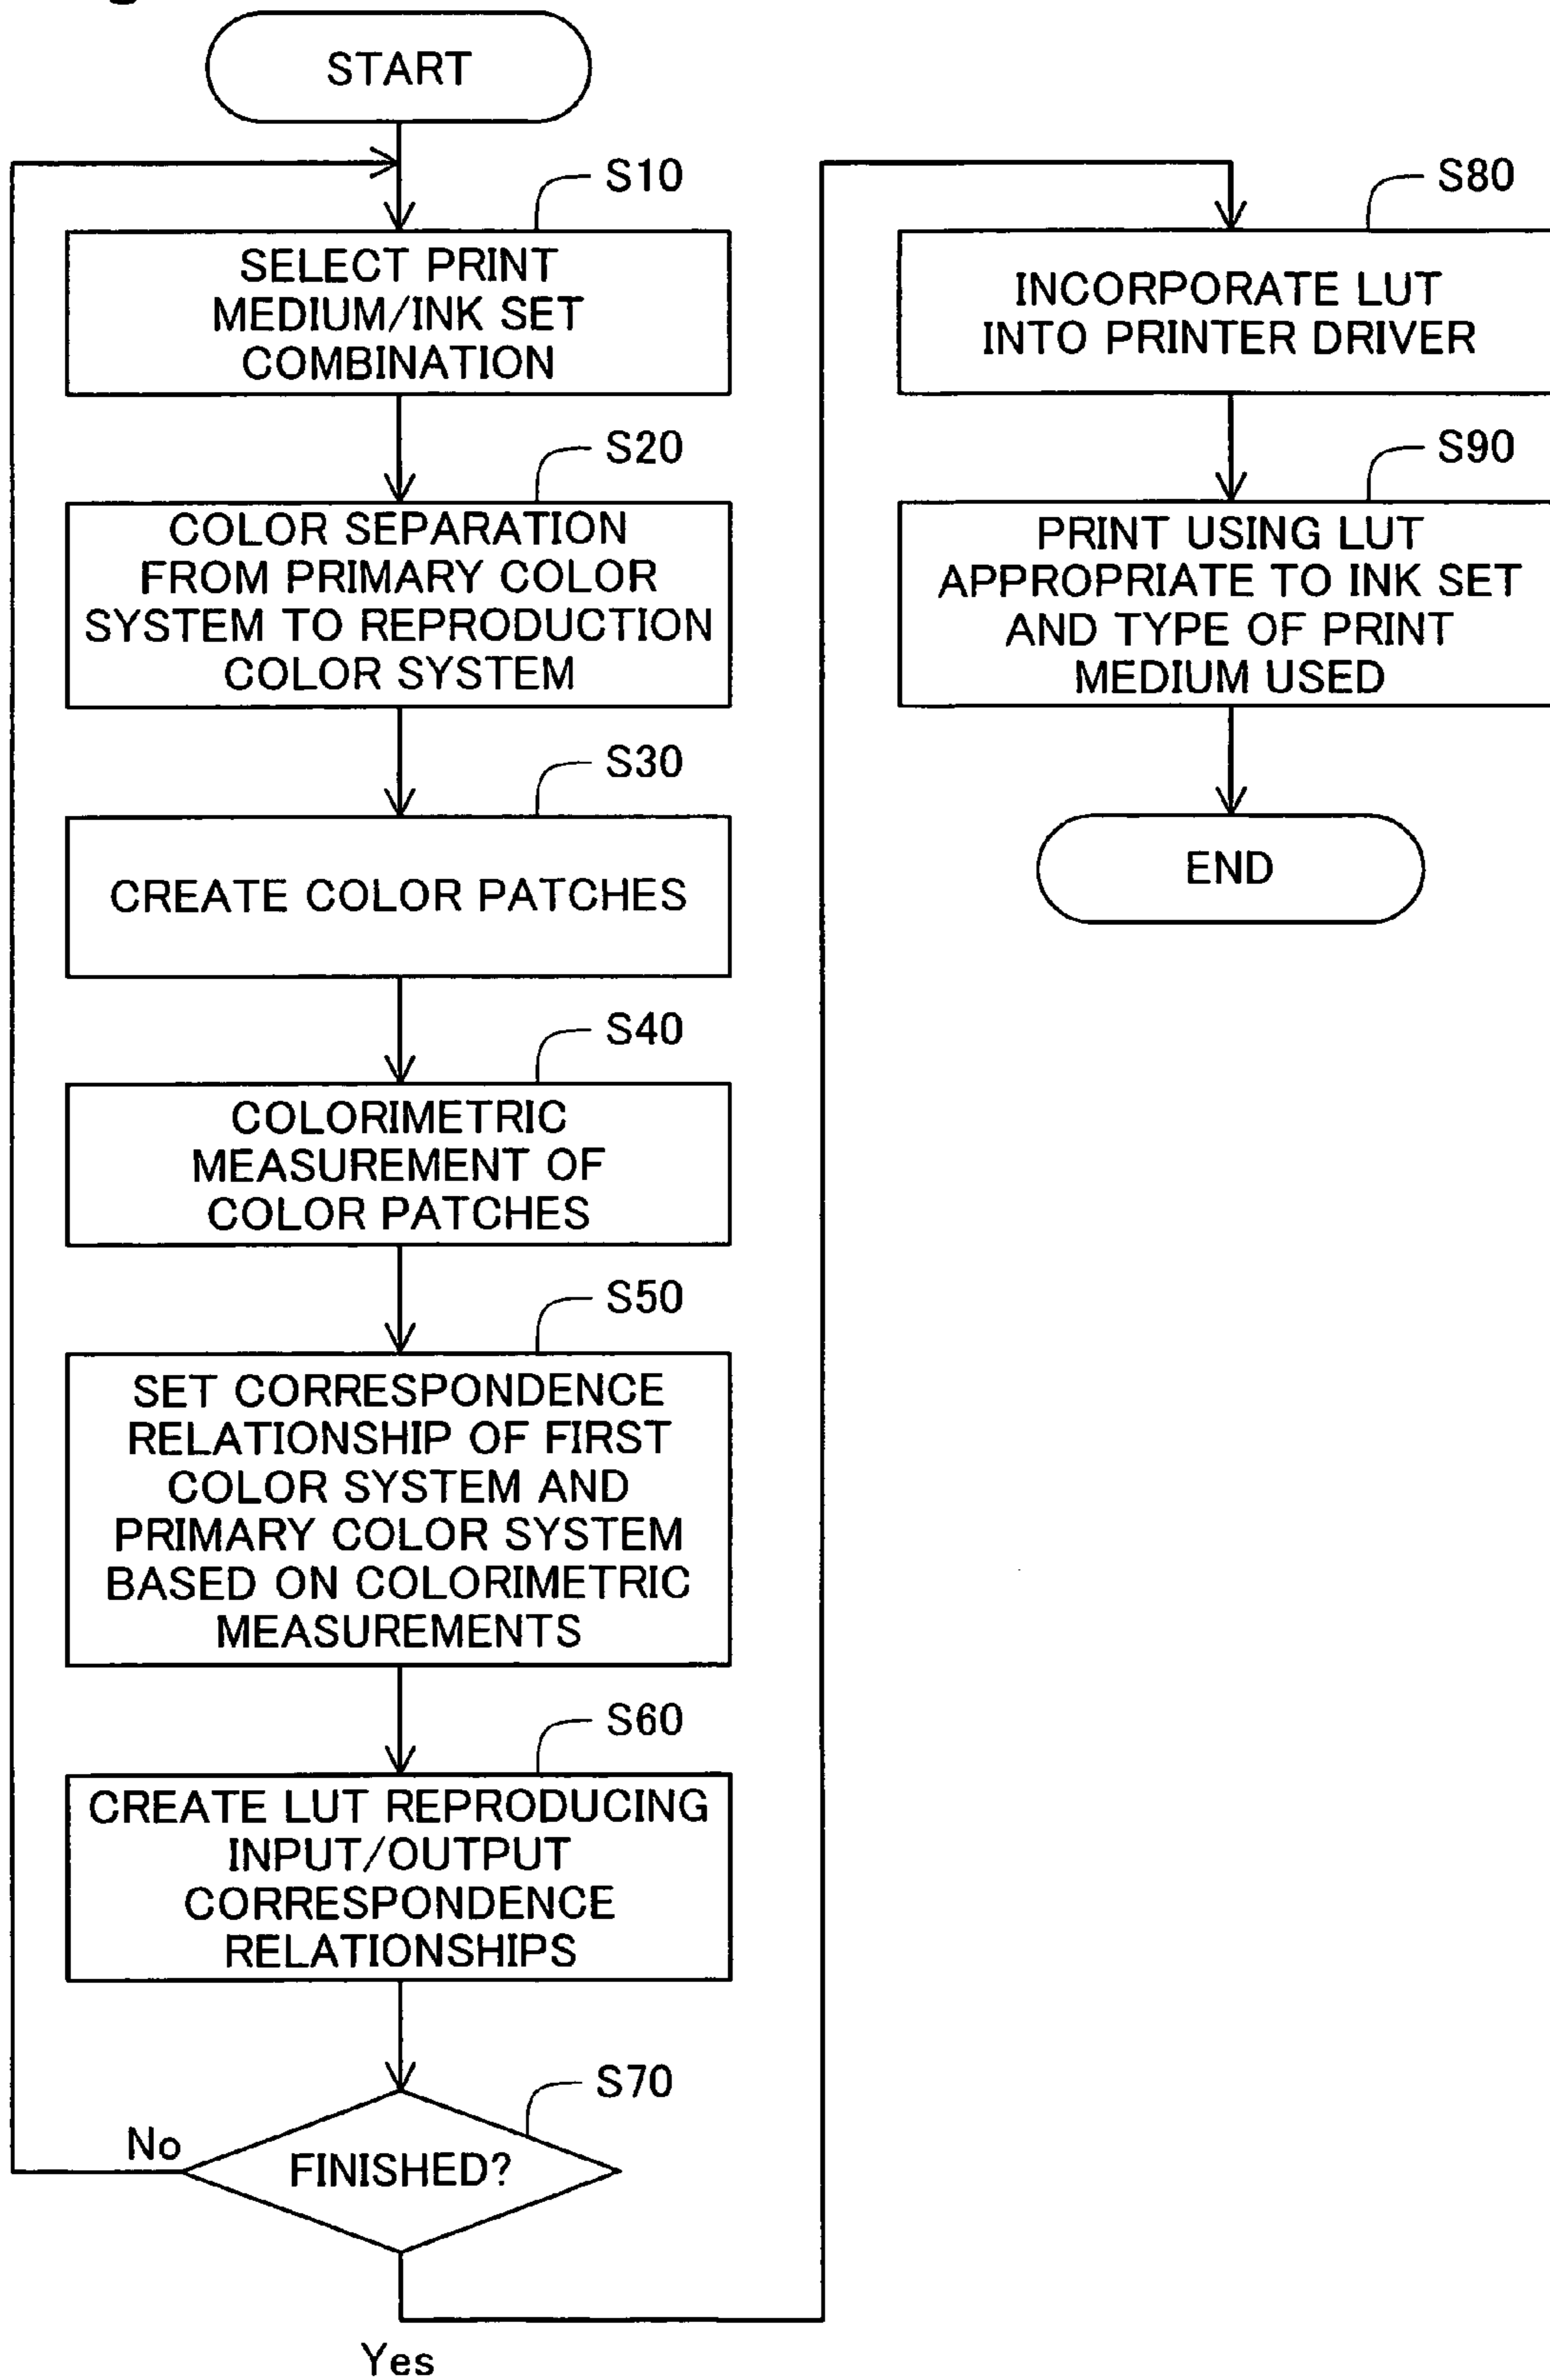 START
S10
SELECT PRINT
MEDIUM/INK SET
COMBINATION
S20
COLOR SEPARATION
FROM PRIMARY COLOR
SYSTEM TO REPRODUCTION
COLOR SYSTEM
S30
CREATE COLOR PATCHES
S40
COLORIMETRIC
MEASUREMENT OF
COLOR PATCHES
S50
SET CORRESPONDENCE
RELATIONSHIP OF FIRST
COLOR SYSTEM AND
PRIMARY COLOR SYSTEM
BASED ON COLORIMETRIC
MEASUREMENTS
S60
CREATE LUT REPRODUCING
INPUT/OUTPUT
CORRESPONDENCE
RELATIONSHIPS
S70
No
FINISHED?
Yes
S80
INCORPORATE LUT
INTO PRINTER DRIVER
S90
PRINT USING LUT
APPROPRIATE TO INK SET
AND TYPE OF PRINT
MEDIUM USED
END